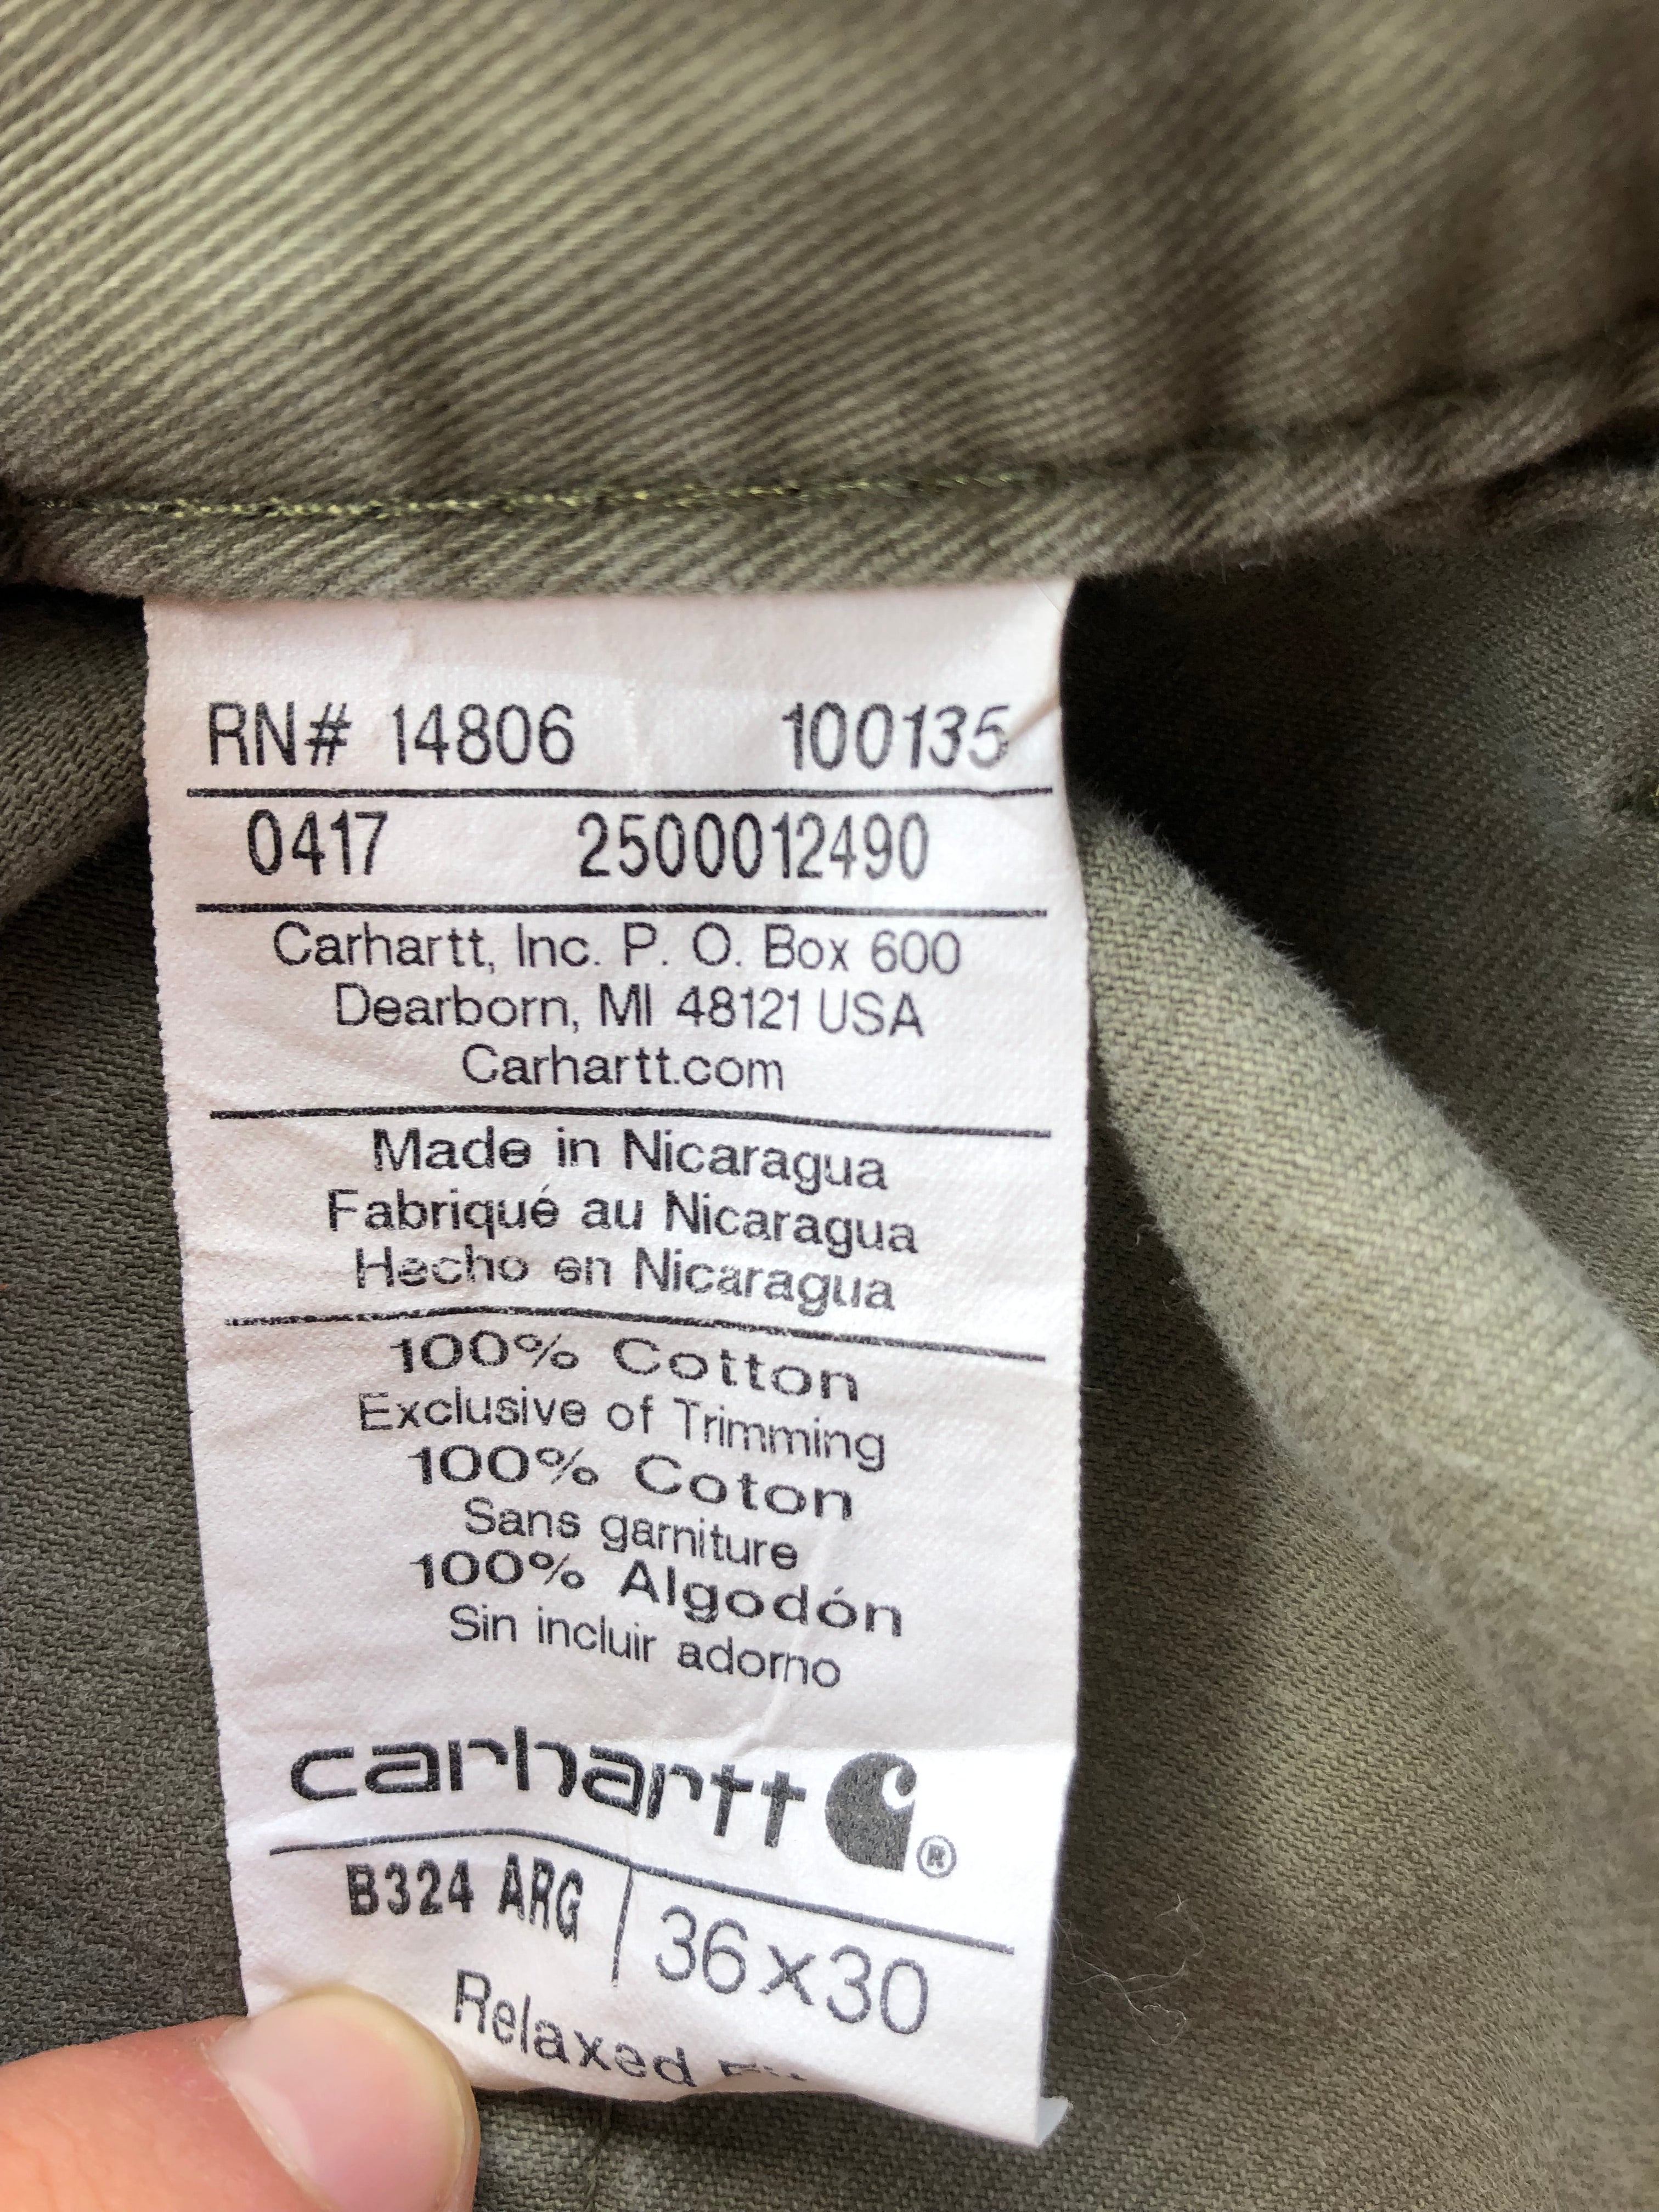 RN# 14806 100135
0417 2500012490
Carhartt, Inc. P. O. Box 600
Dearborn, MI 48121 USA
Carhartt.com
Made in Nicaragua
Fabriqué au Nicaragua
Hecho en Nicaragua
100% Cotton
Exclusive of Trimming
100% Coton
Sans garniture
100% Algodón
Sin incluir adorno
carhartt ®
B324 ARG 36x30
Relaxed